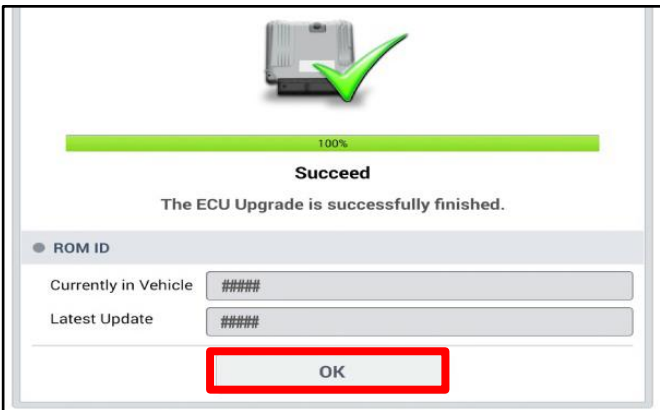 100%
Succeed
The ECU Upgrade is successfully finished.
ROM ID
Currently in Vehicle #####
Latest Update #####
OK